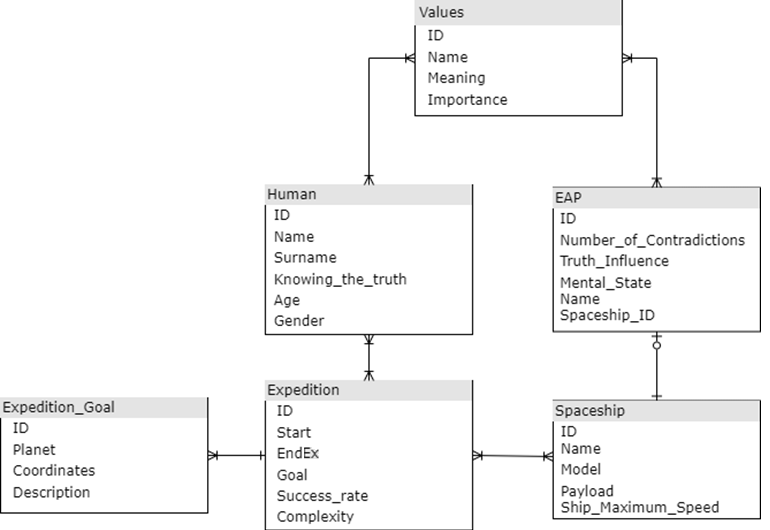 Values
ID
Name
Meaning
Importance
Human
ID
Name
Surname
Knowing_the_truth
Age
Gender
EAP
ID
Number_of_Contradictions
Truth_Influence
Mental_State
Name
Spaceship_ID
Expedition_Goal
ID
Planet
Coordinates
Description
Expedition
ID
Start
EndEx
Goal
Success_rate
Complexity
Spaceship
ID
Name
Model
Payload
Ship_Maximum_Speed